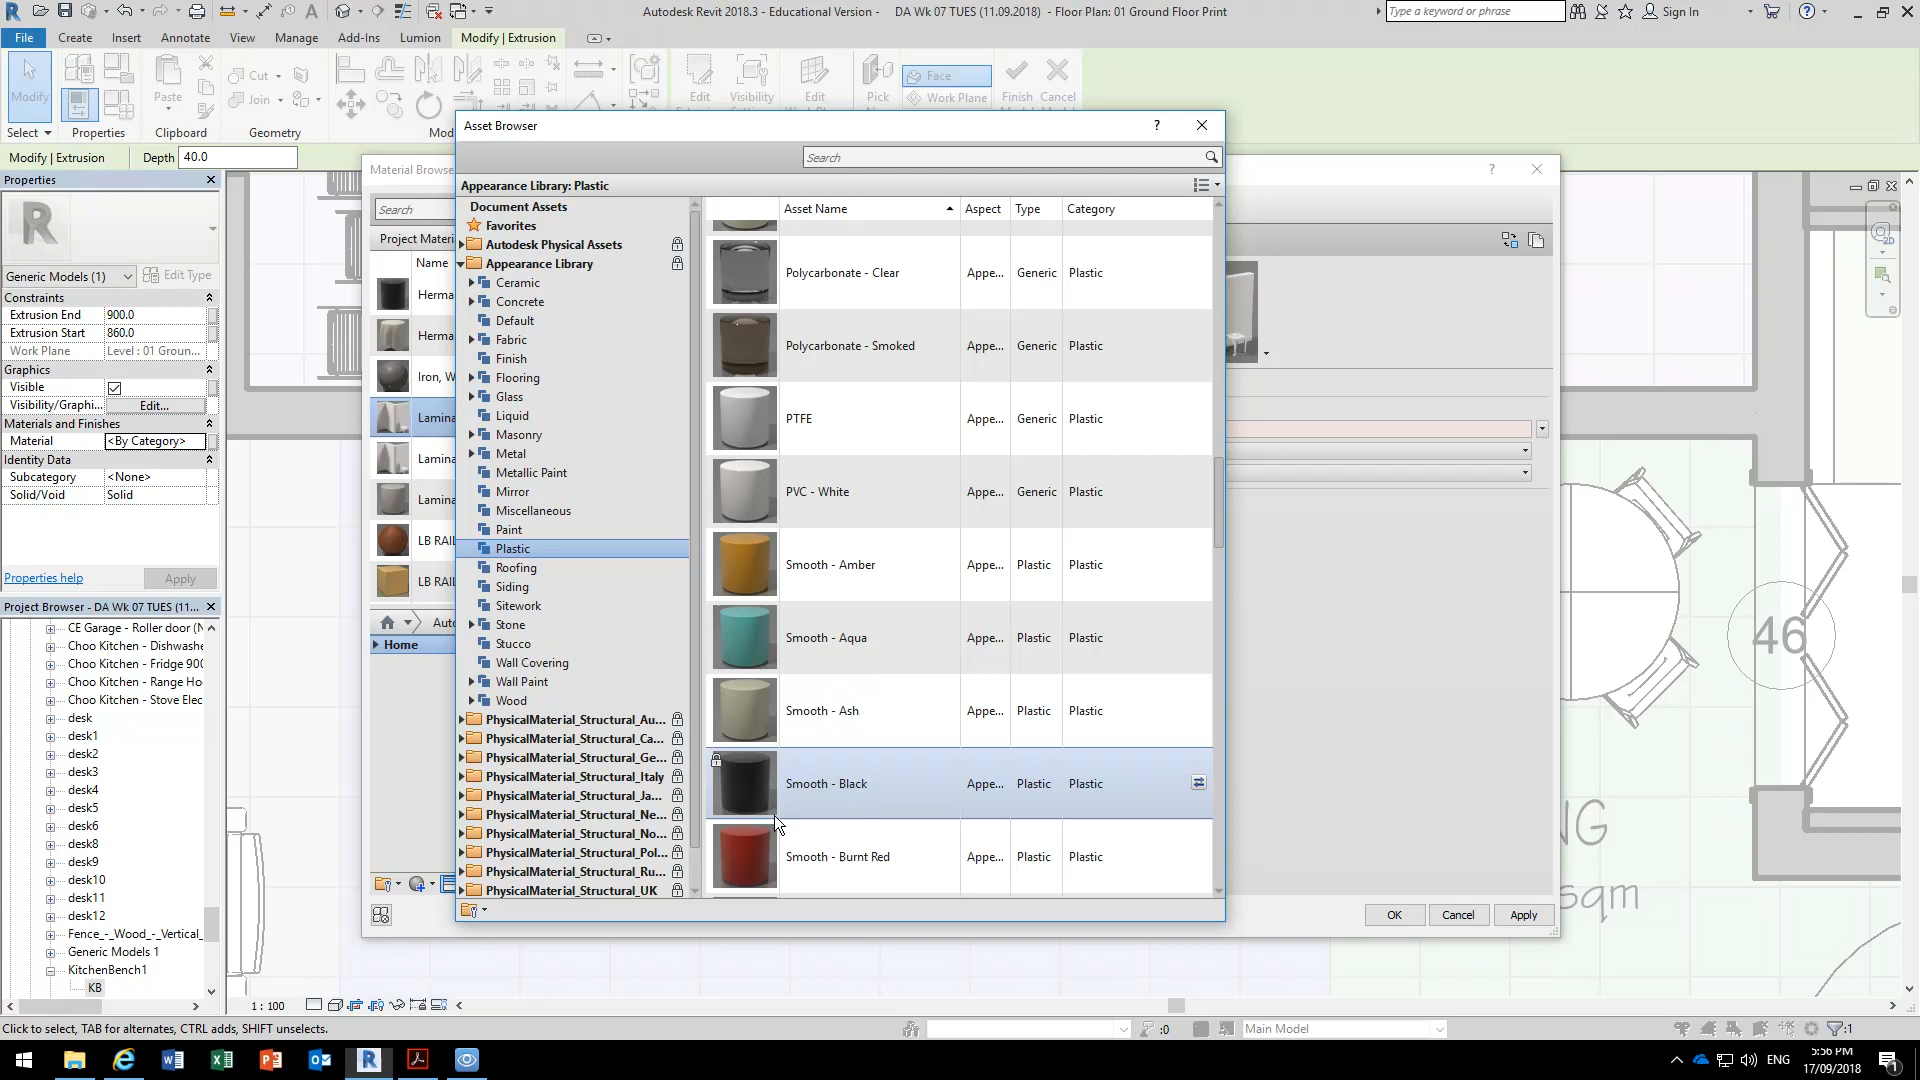 Autodesk Revit 2018.3 - Educational Version - DA Wk 07 TUES (11.09.2018) - Floor Plan: 01 Ground Floor Print
Type a keyword or phrase
Sign In
File Create Insert Annotate View Manage Add-Ins Lumion Modify | Extrusion
Modify
Paste
Cut
Join
Edit
Visibility
Edit
Pick
Face
Work Plane
Finish
Cancel
Select
Properties
Clipboard
Geometry
Modify | Extrusion
Depth 40.0
Properties
Generic Models (1)
Edit Type
Constraints
Extrusion End 900.0
Extrusion Start 860.0
Work Plane Level : 01 Groun...
Graphics
Visible
Visibility/Graphi... Edit...
Materials and Finishes
Material <By Category>
Identity Data
Subcategory <None>
Solid/Void Solid
Properties help
Apply
Project Browser - DA Wk 07 TUES (11...
CE Garage - Roller door (N
Choo Kitchen - Dishwashe
Choo Kitchen - Fridge 900
Choo Kitchen - Range Ho
Choo Kitchen - Stove Elec
desk
desk1
desk2
desk3
desk4
desk5
desk6
desk8
desk9
desk10
desk11
desk12
Fence_-_Wood_-_Vertical_
Generic Models 1
KitchenBench1
KB
Material Browse
Search
Project Materi
Name
Herma
Herma
Iron, W
Lamina
Lamina
Lamina
LB RAIL
LB RAIL
Auto
Home
Asset Browser
Search
Appearance Library: Plastic
Document Assets
Favorites
Autodesk Physical Assets
Appearance Library
Ceramic
Concrete
Default
Fabric
Finish
Flooring
Glass
Liquid
Masonry
Metal
Metallic Paint
Mirror
Miscellaneous
Paint
Plastic
Roofing
Siding
Sitework
Stone
Stucco
Wall Covering
Wall Paint
Wood
PhysicalMaterial_Structural_Au...
PhysicalMaterial_Structural_Ca...
PhysicalMaterial_Structural_Ge...
PhysicalMaterial_Structural_Italy
PhysicalMaterial_Structural_Ja...
PhysicalMaterial_Structural_Ne...
PhysicalMaterial_Structural_No...
PhysicalMaterial_Structural_Pol...
PhysicalMaterial_Structural_Ru...
PhysicalMaterial_Structural_UK
Asset Name Aspect Type Category
Polycarbonate - Clear Appe... Generic Plastic
Polycarbonate - Smoked Appe... Generic Plastic
PTFE Appe... Generic Plastic
PVC - White Appe... Generic Plastic
Smooth - Amber Appe... Plastic Plastic
Smooth - Aqua Appe... Plastic Plastic
Smooth - Ash Appe... Plastic Plastic
Smooth - Black Appe... Plastic Plastic
Smooth - Burnt Red Appe... Plastic Plastic
OK Cancel Apply
46
NG
sqm
1 : 100
Click to select, TAB for alternates, CTRL adds, SHIFT unselects.
:0
Main Model
:1
ENG
5:56 PM
17/09/2018